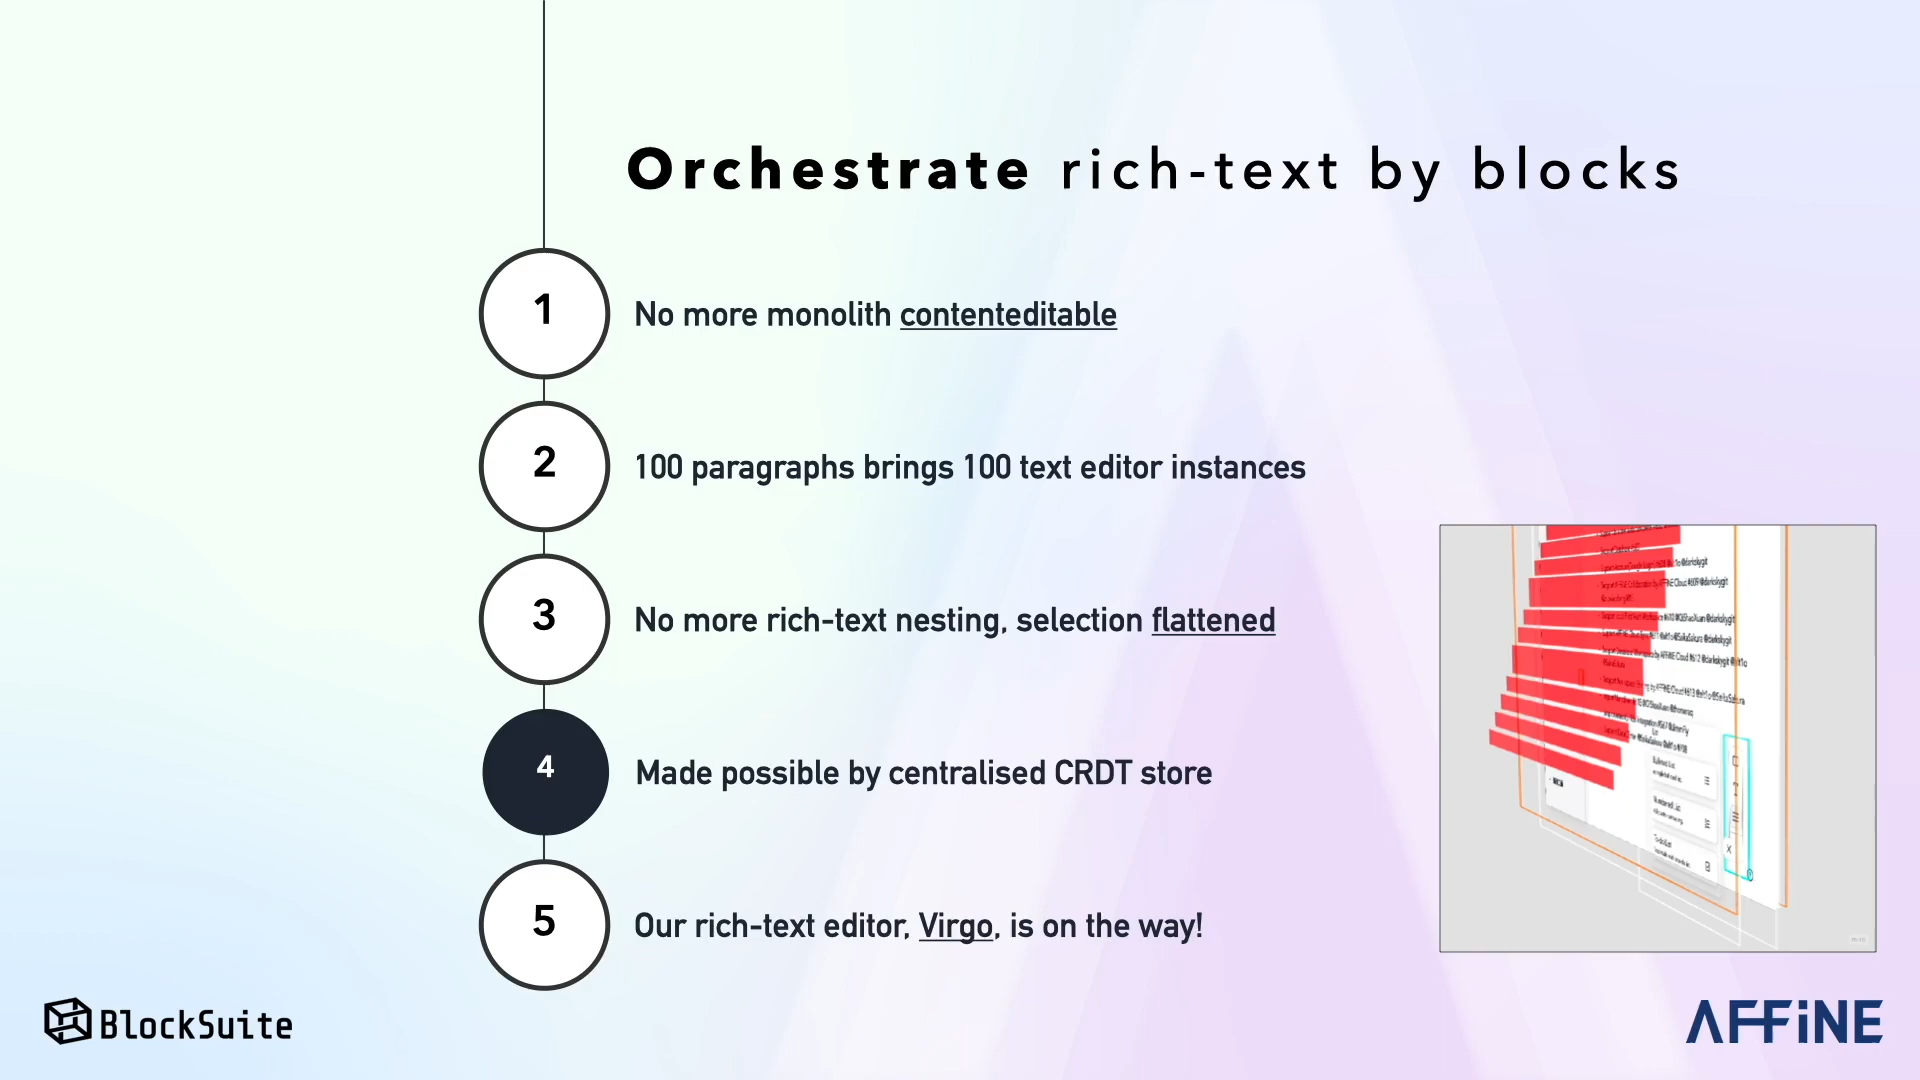 Orchestrate rich-text by blocks
1
No more monolith contenteditable
2
100 paragraphs brings 100 text editor instances
3
No more rich-text nesting, selection flattened
4
Made possible by centralised CRDT store
5
Our rich-text editor, Virgo, is on the way!
BlockSuite
AFFiNE